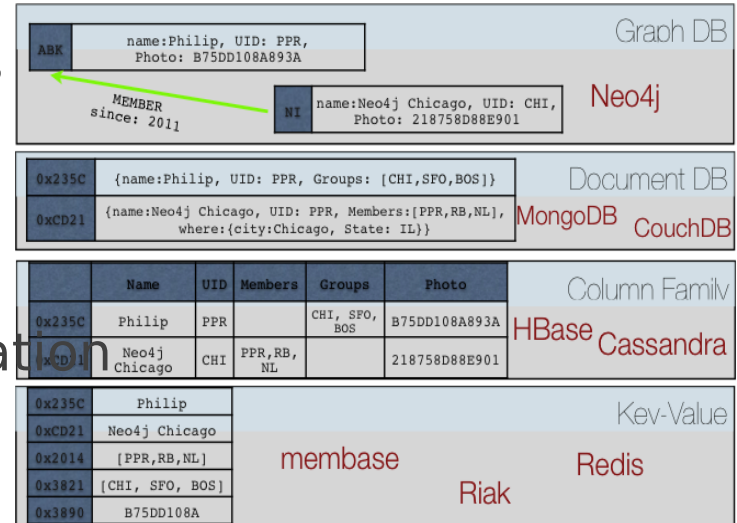 Graph DB
ABK
name:Philip, UID: PPR,
Photo: B75DD108A893A
Neo4j
MEMBER
since: 2011
NI
name:Neo4j Chicago, UID: CHI,
Photo: 218758D88E901
Document DB
0x235C
{name:Philip, UID: PPR, Groups: [CHI,SFO,BOS]}
0xCD21
{name:Neo4j Chicago, UID: PPR, Members:[PPR,RB,NL],
where:{city:Chicago, State: IL}}
MongoDB
CouchDB
Name UID Members Groups Photo
Column Family
0x235C Philip PPR CHI, SFO,
BOS B75DD108A893A
HBase
Cassandra
ation
0xCD21 Neo4j
Chicago CHI PPR,RB,
NL 218758D88E901
0x235C Philip
Key-Value
0xCD21 Neo4j Chicago
0x2014 [PPR,RB,NL]
membase
Redis
0x3821 [CHI, SFO, BOS]
Riak
0x3890 B75DD108A